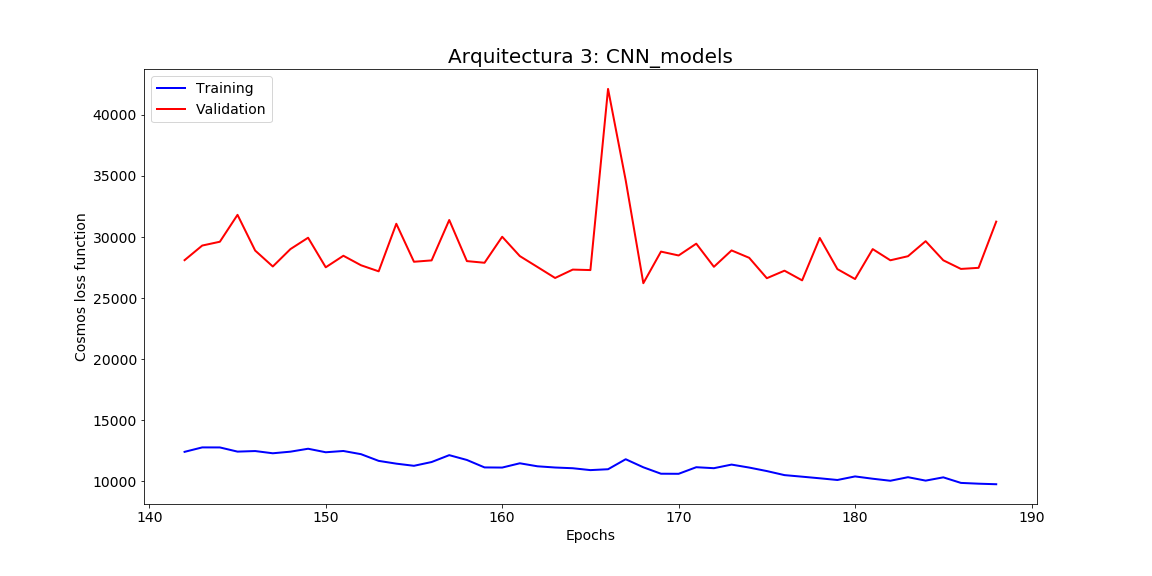 Arquitectura 3: CNN_models
Training
Validation
Cosmos loss function
40000
35000
30000
25000
20000
15000
10000
140 150 160 170 180 190
Epochs